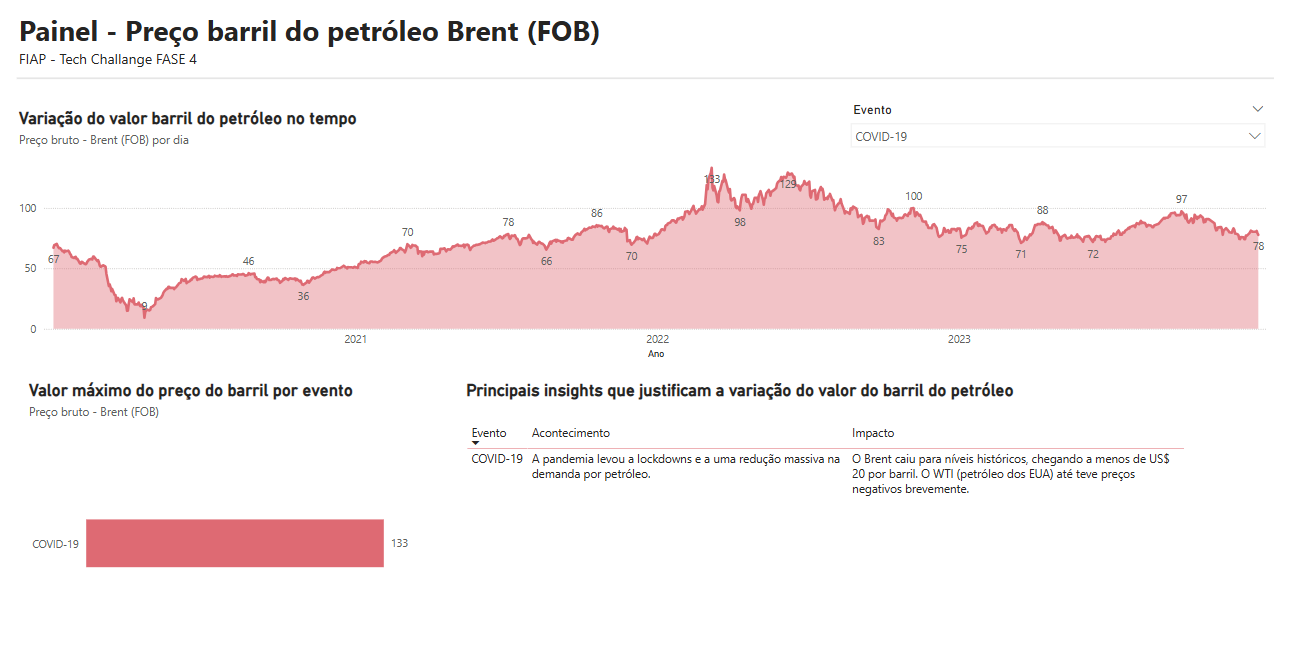 Painel - Preço barril do petróleo Brent (FOB)
FIAP - Tech Challange FASE 4
Variação do valor barril do petróleo no tempo
Preço bruto - Brent (FOB) por dia
Evento
COVID-19
100
50
0
67
9
46
36
70
78
66
86
70
133
98
129
83
100
75
71
88
72
97
78
2021
2022
2023
Ano
Valor máximo do preço do barril por evento
Preço bruto - Brent (FOB)
COVID-19
133
Principais insights que justificam a variação do valor do barril do petróleo
Evento Acontecimento Impacto
COVID-19 A pandemia levou a lockdowns e a uma redução massiva na O Brent caiu para níveis históricos, chegando a menos de US$
demanda por petróleo. 20 por barril. O WTI (petróleo dos EUA) até teve preços
negativos brevemente.